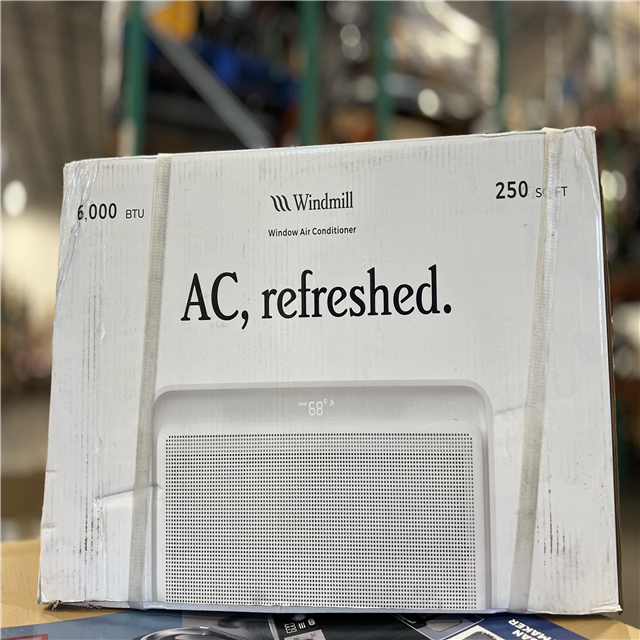 6,000 BTU
Windmill
250 SQ FT
Window Air Conditioner
AC, refreshed.
68°